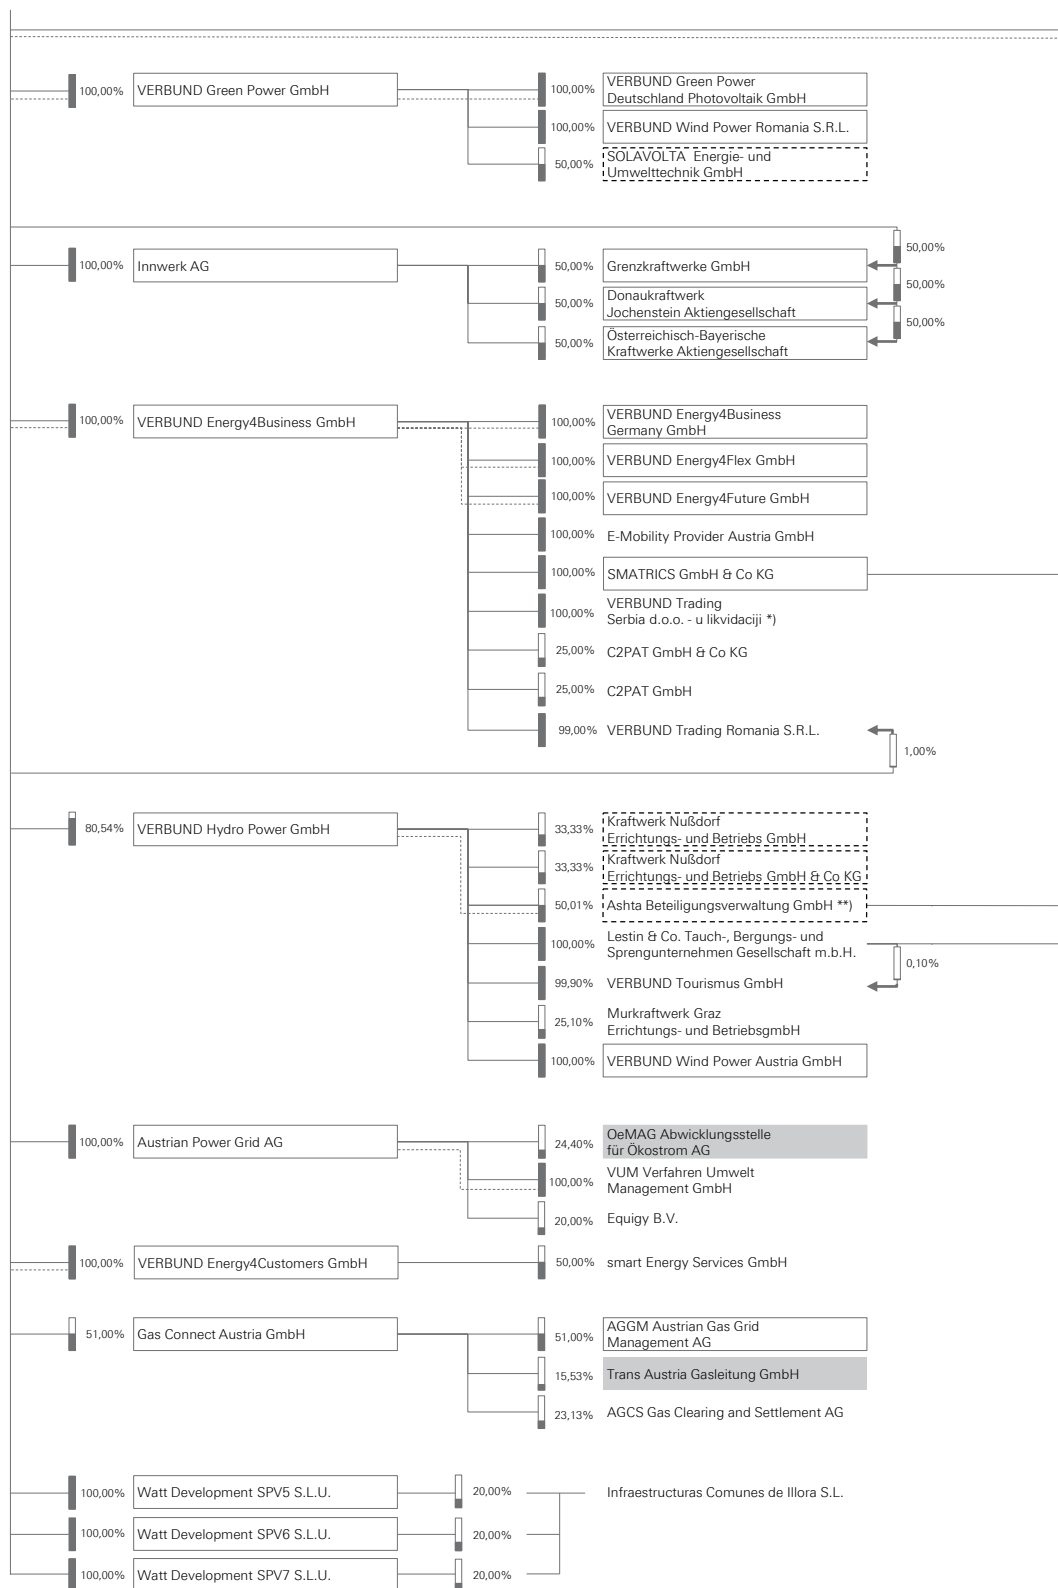 100,00% VERBUND Green Power GmbH
100,00% VERBUND Green Power
Deutschland Photovoltaik GmbH
100,00% VERBUND Wind Power Romania S.R.L.
50,00% SOLAVOLTA Energie- und
Umwelttechnik GmbH
100,00% Innwerk AG
50,00% Grenzkraftwerke GmbH
50,00%
50,00% Donaukraftwerk
Jochenstein Aktiengesellschaft
50,00%
50,00% Österreichisch-Bayerische
Kraftwerke Aktiengesellschaft
50,00%
100,00% VERBUND Energy4Business GmbH
100,00% VERBUND Energy4Business
Germany GmbH
100,00% VERBUND Energy4Flex GmbH
100,00% VERBUND Energy4Future GmbH
100,00% E-Mobility Provider Austria GmbH
100,00% SMATRICS GmbH & Co KG
100,00% VERBUND Trading
Serbia d.o.o. - u likvidaciji *)
25,00% C2PAT GmbH & Co KG
25,00% C2PAT GmbH
99,00% VERBUND Trading Romania S.R.L.
1,00%
80,54% VERBUND Hydro Power GmbH
33,33% Kraftwerk Nußdorf
Errichtungs- und Betriebs GmbH
33,33% Kraftwerk Nußdorf
Errichtungs- und Betriebs GmbH & Co KG
50,01% Ashta Beteiligungsverwaltung GmbH **)
100,00% Lestin & Co. Tauch-, Bergungs- und
Sprengunternehmen Gesellschaft m.b.H.
0,10%
99,90% VERBUND Tourismus GmbH
25,10% Murkraftwerk Graz
Errichtungs- und BetriebsgmbH
100,00% VERBUND Wind Power Austria GmbH
100,00% Austrian Power Grid AG
24,40% OeMAG Abwicklungsstelle
für Ökostrom AG
100,00% VUM Verfahren Umwelt
Management GmbH
20,00% Equigy B.V.
100,00% VERBUND Energy4Customers GmbH
50,00% smart Energy Services GmbH
51,00% Gas Connect Austria GmbH
51,00% AGGM Austrian Gas Grid
Management AG
15,53% Trans Austria Gasleitung GmbH
23,13% AGCS Gas Clearing and Settlement AG
100,00% Watt Development SPV5 S.L.U. 20,00% Infraestructuras Comunes de Illora S.L.
100,00% Watt Development SPV6 S.L.U. 20,00%
100,00% Watt Development SPV7 S.L.U. 20,00%